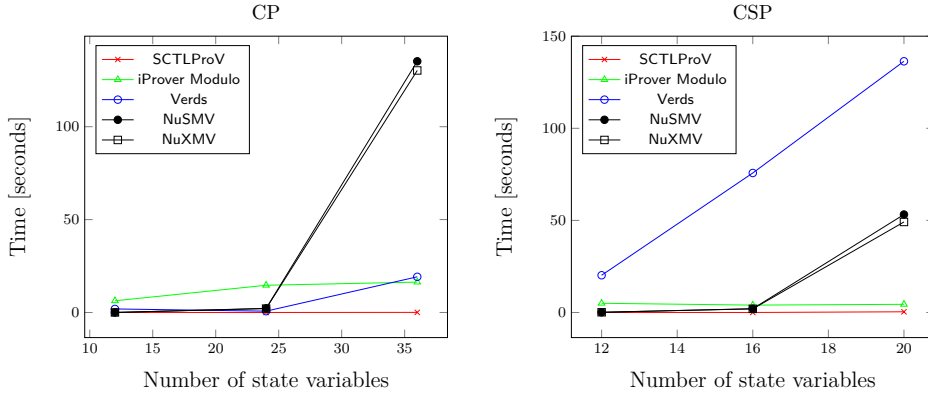 CP
SCTLProV
iProver Modulo
Verds
NuSMV
NuXMV
Time [seconds]
100
50
0
10 15 20 25 30 35
Number of state variables
CSP
SCTLProV
iProver Modulo
Verds
NuSMV
NuXMV
Time [seconds]
150
100
50
0
12 14 16 18 20
Number of state variables